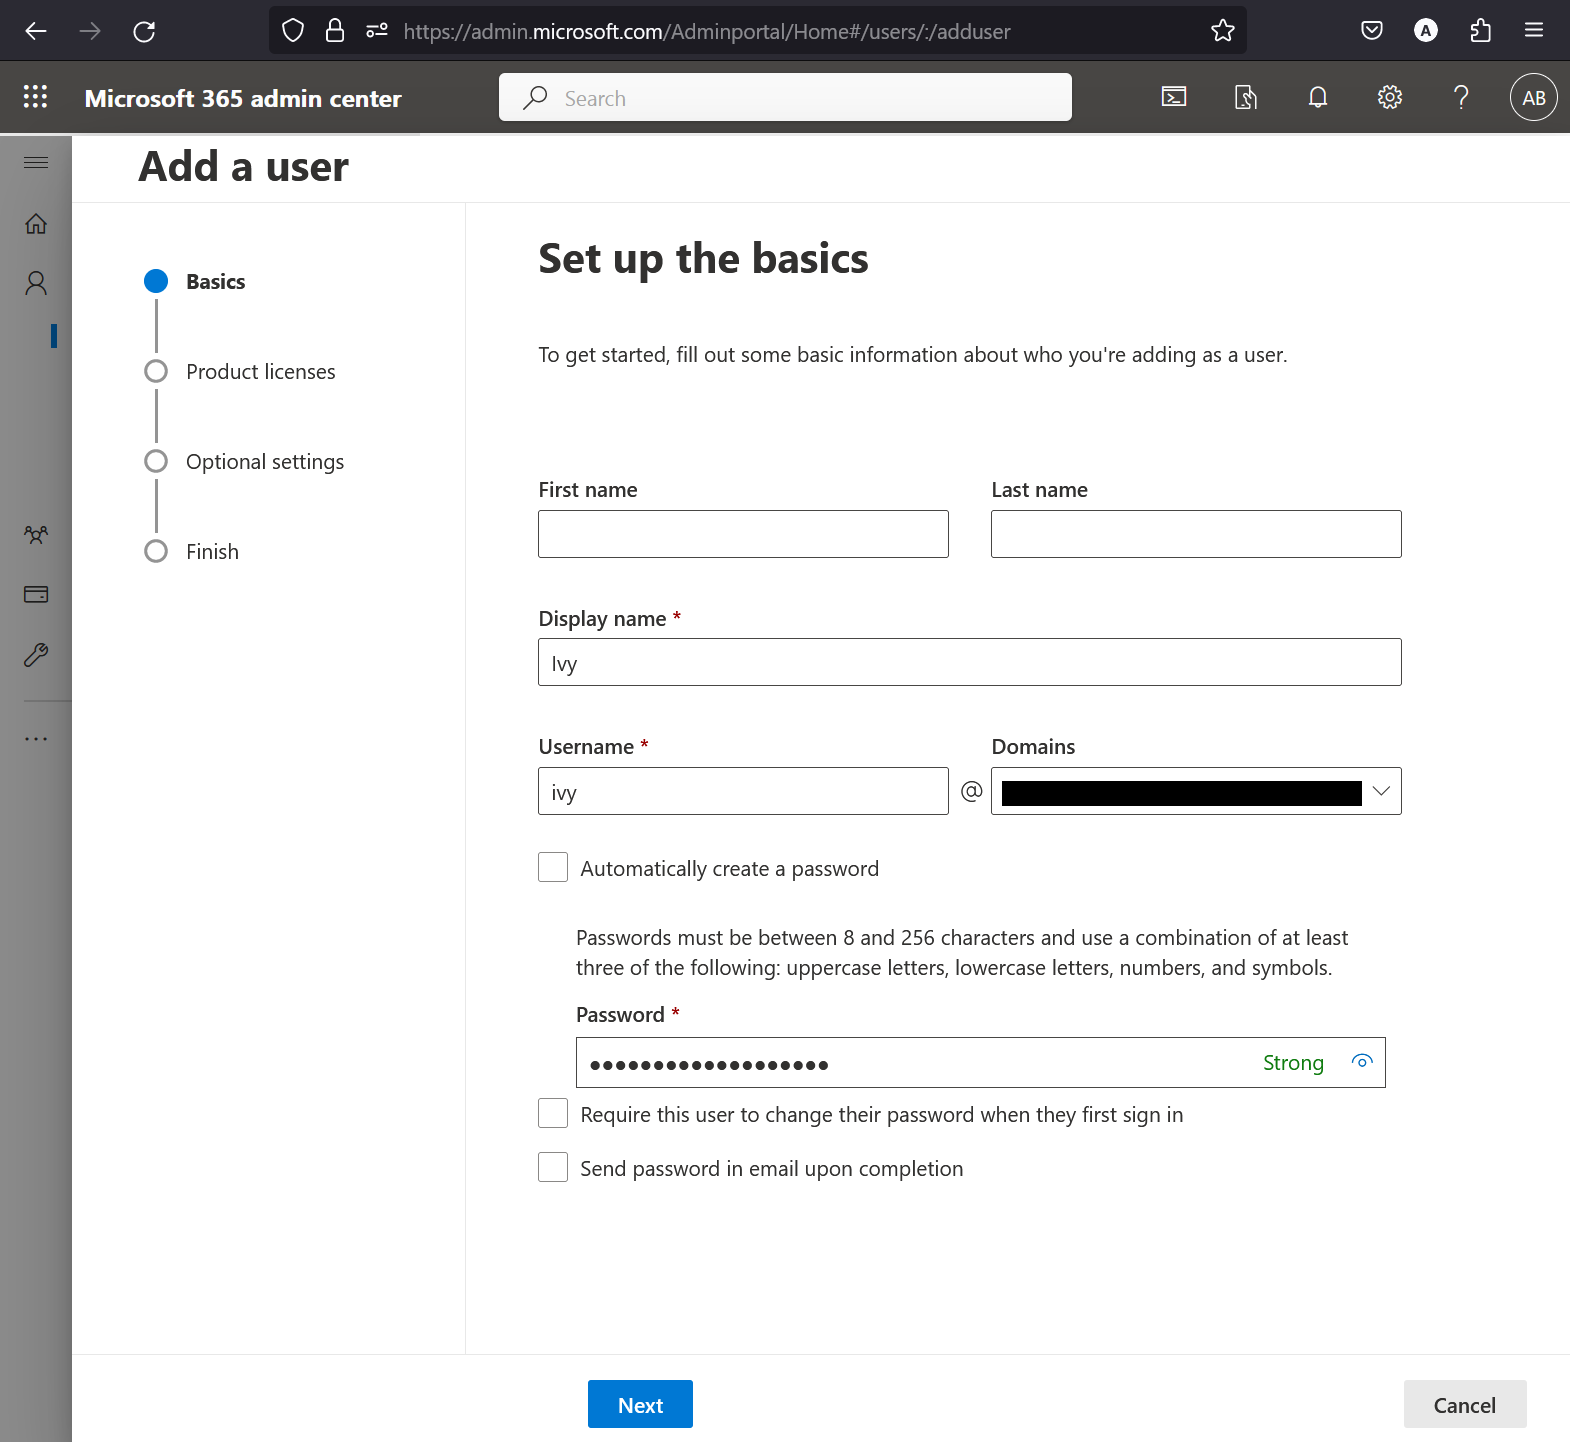 https://admin.microsoft.com/Adminportal/Home#/users/:/adduser
A
Microsoft 365 admin center
Search
?
AB
Add a user
Basics
Product licenses
Optional settings
Finish
Set up the basics
To get started, fill out some basic information about who you're adding as a user.
First name
Last name
Display name *
Ivy
Username *
Domains
ivy
@
Automatically create a password
Passwords must be between 8 and 256 characters and use a combination of at least
three of the following: uppercase letters, lowercase letters, numbers, and symbols.
Password *
●●●●●●●●●●●●●●●●●●●
Strong
Require this user to change their password when they first sign in
Send password in email upon completion
Next
Cancel